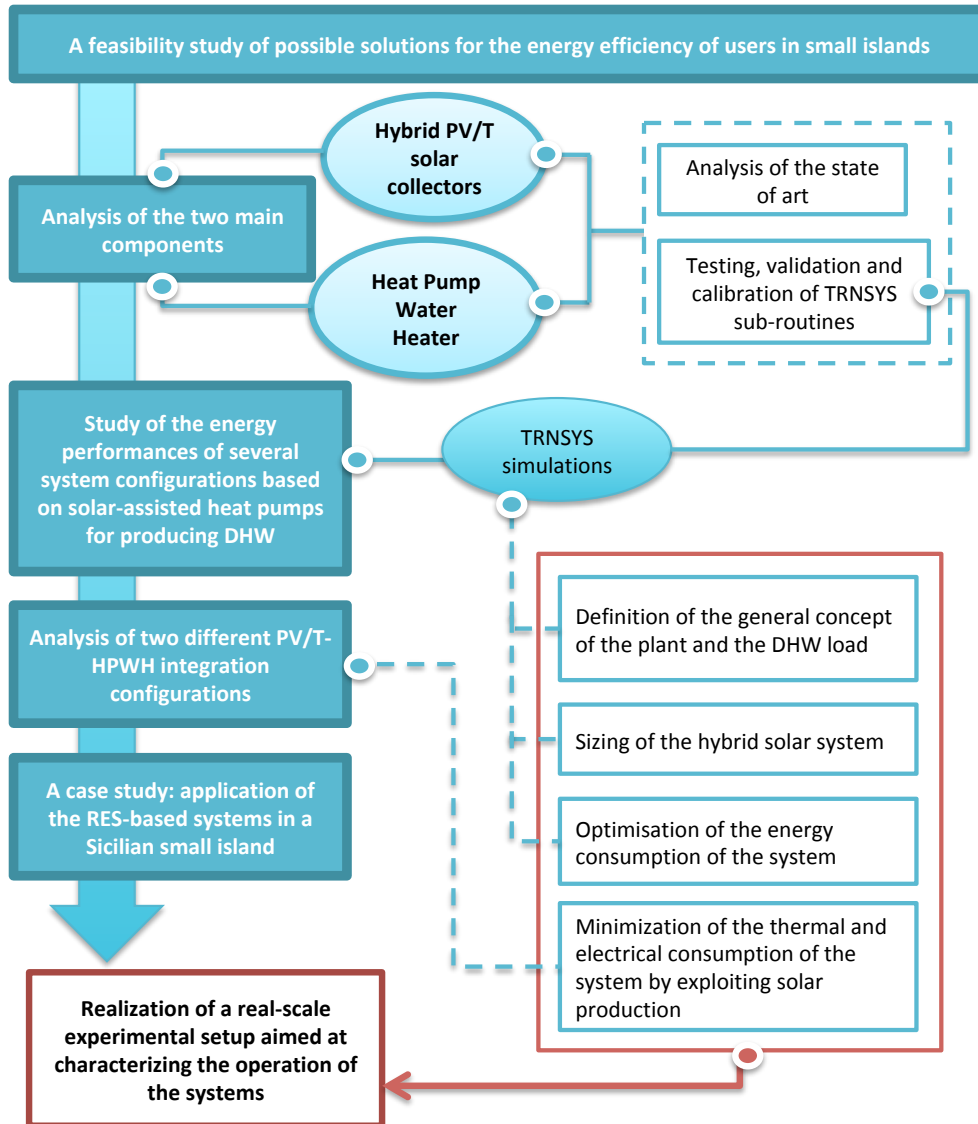 A feasibility study of possible solutions for the energy efficiency of users in small islands
Hybrid PV/T
solar
collectors
Analysis of the state
of art
Analysis of the two main
components
Heat Pump
Water
Heater
Testing, validation and
calibration of TRNSYS
sub-routines
Study of the energy
performances of several
system configurations based
on solar-assisted heat pumps
for producing DHW
TRNSYS
simulations
Definition of the general concept
of the plant and the DHW load
Analysis of two different PV/T-
HPWH integration
configurations
Sizing of the hybrid solar system
A case study: application of
the RES-based systems in a
Sicilian small island
Optimisation of the energy
consumption of the system
Minimization of the thermal and
electrical consumption of the
system by exploiting solar
production
Realization of a real-scale
experimental setup aimed at
characterizing the operation of
the systems